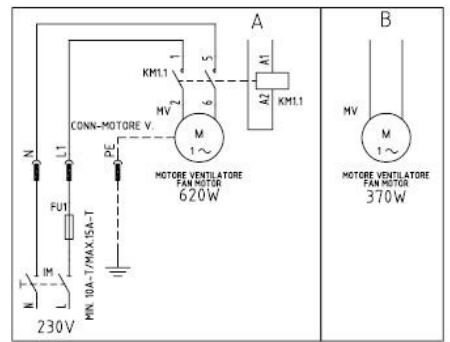 A
B
1
5
A1
KM1.1
A2
KM1.1
2
6
MV
MV
CONN-MOTORE V.
M
1~
M
1~
N
L1
PE
MOTORE VENTILATORE
FAN MOTOR
620W
MOTORE VENTILATORE
FAN MOTOR
370W
FU1
MIN. 10A-T/MAX.15A-T
IM
N
L
230V